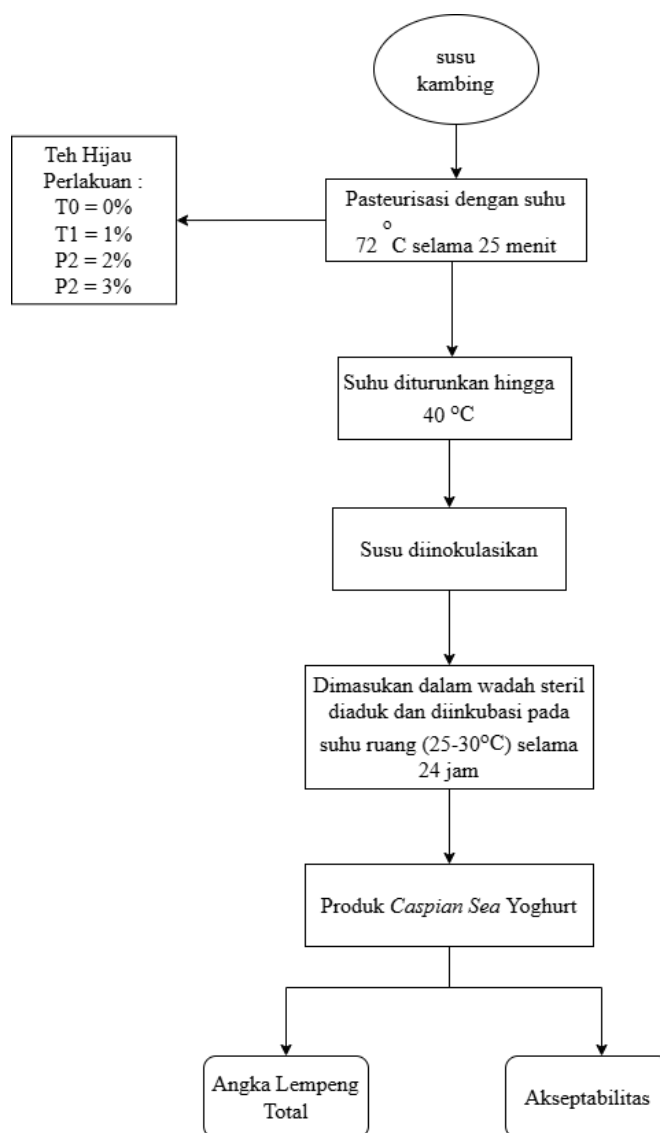 susu
kambing
Teh Hijau
Perlakuan :
T0 = 0%
T1 = 1%
P2 = 2%
P2 = 3%
Pasteurisasi dengan suhu
72 °C selama 25 menit
Suhu diturunkan hingga
40 °C
Susu diinokulasikan
Dimasukan dalam wadah steril
diaduk dan diinkubasi pada
suhu ruang (25-30°C) selama
24 jam
Produk Caspian Sea Yoghurt
Angka Lempeng
Total
Akseptabilitas